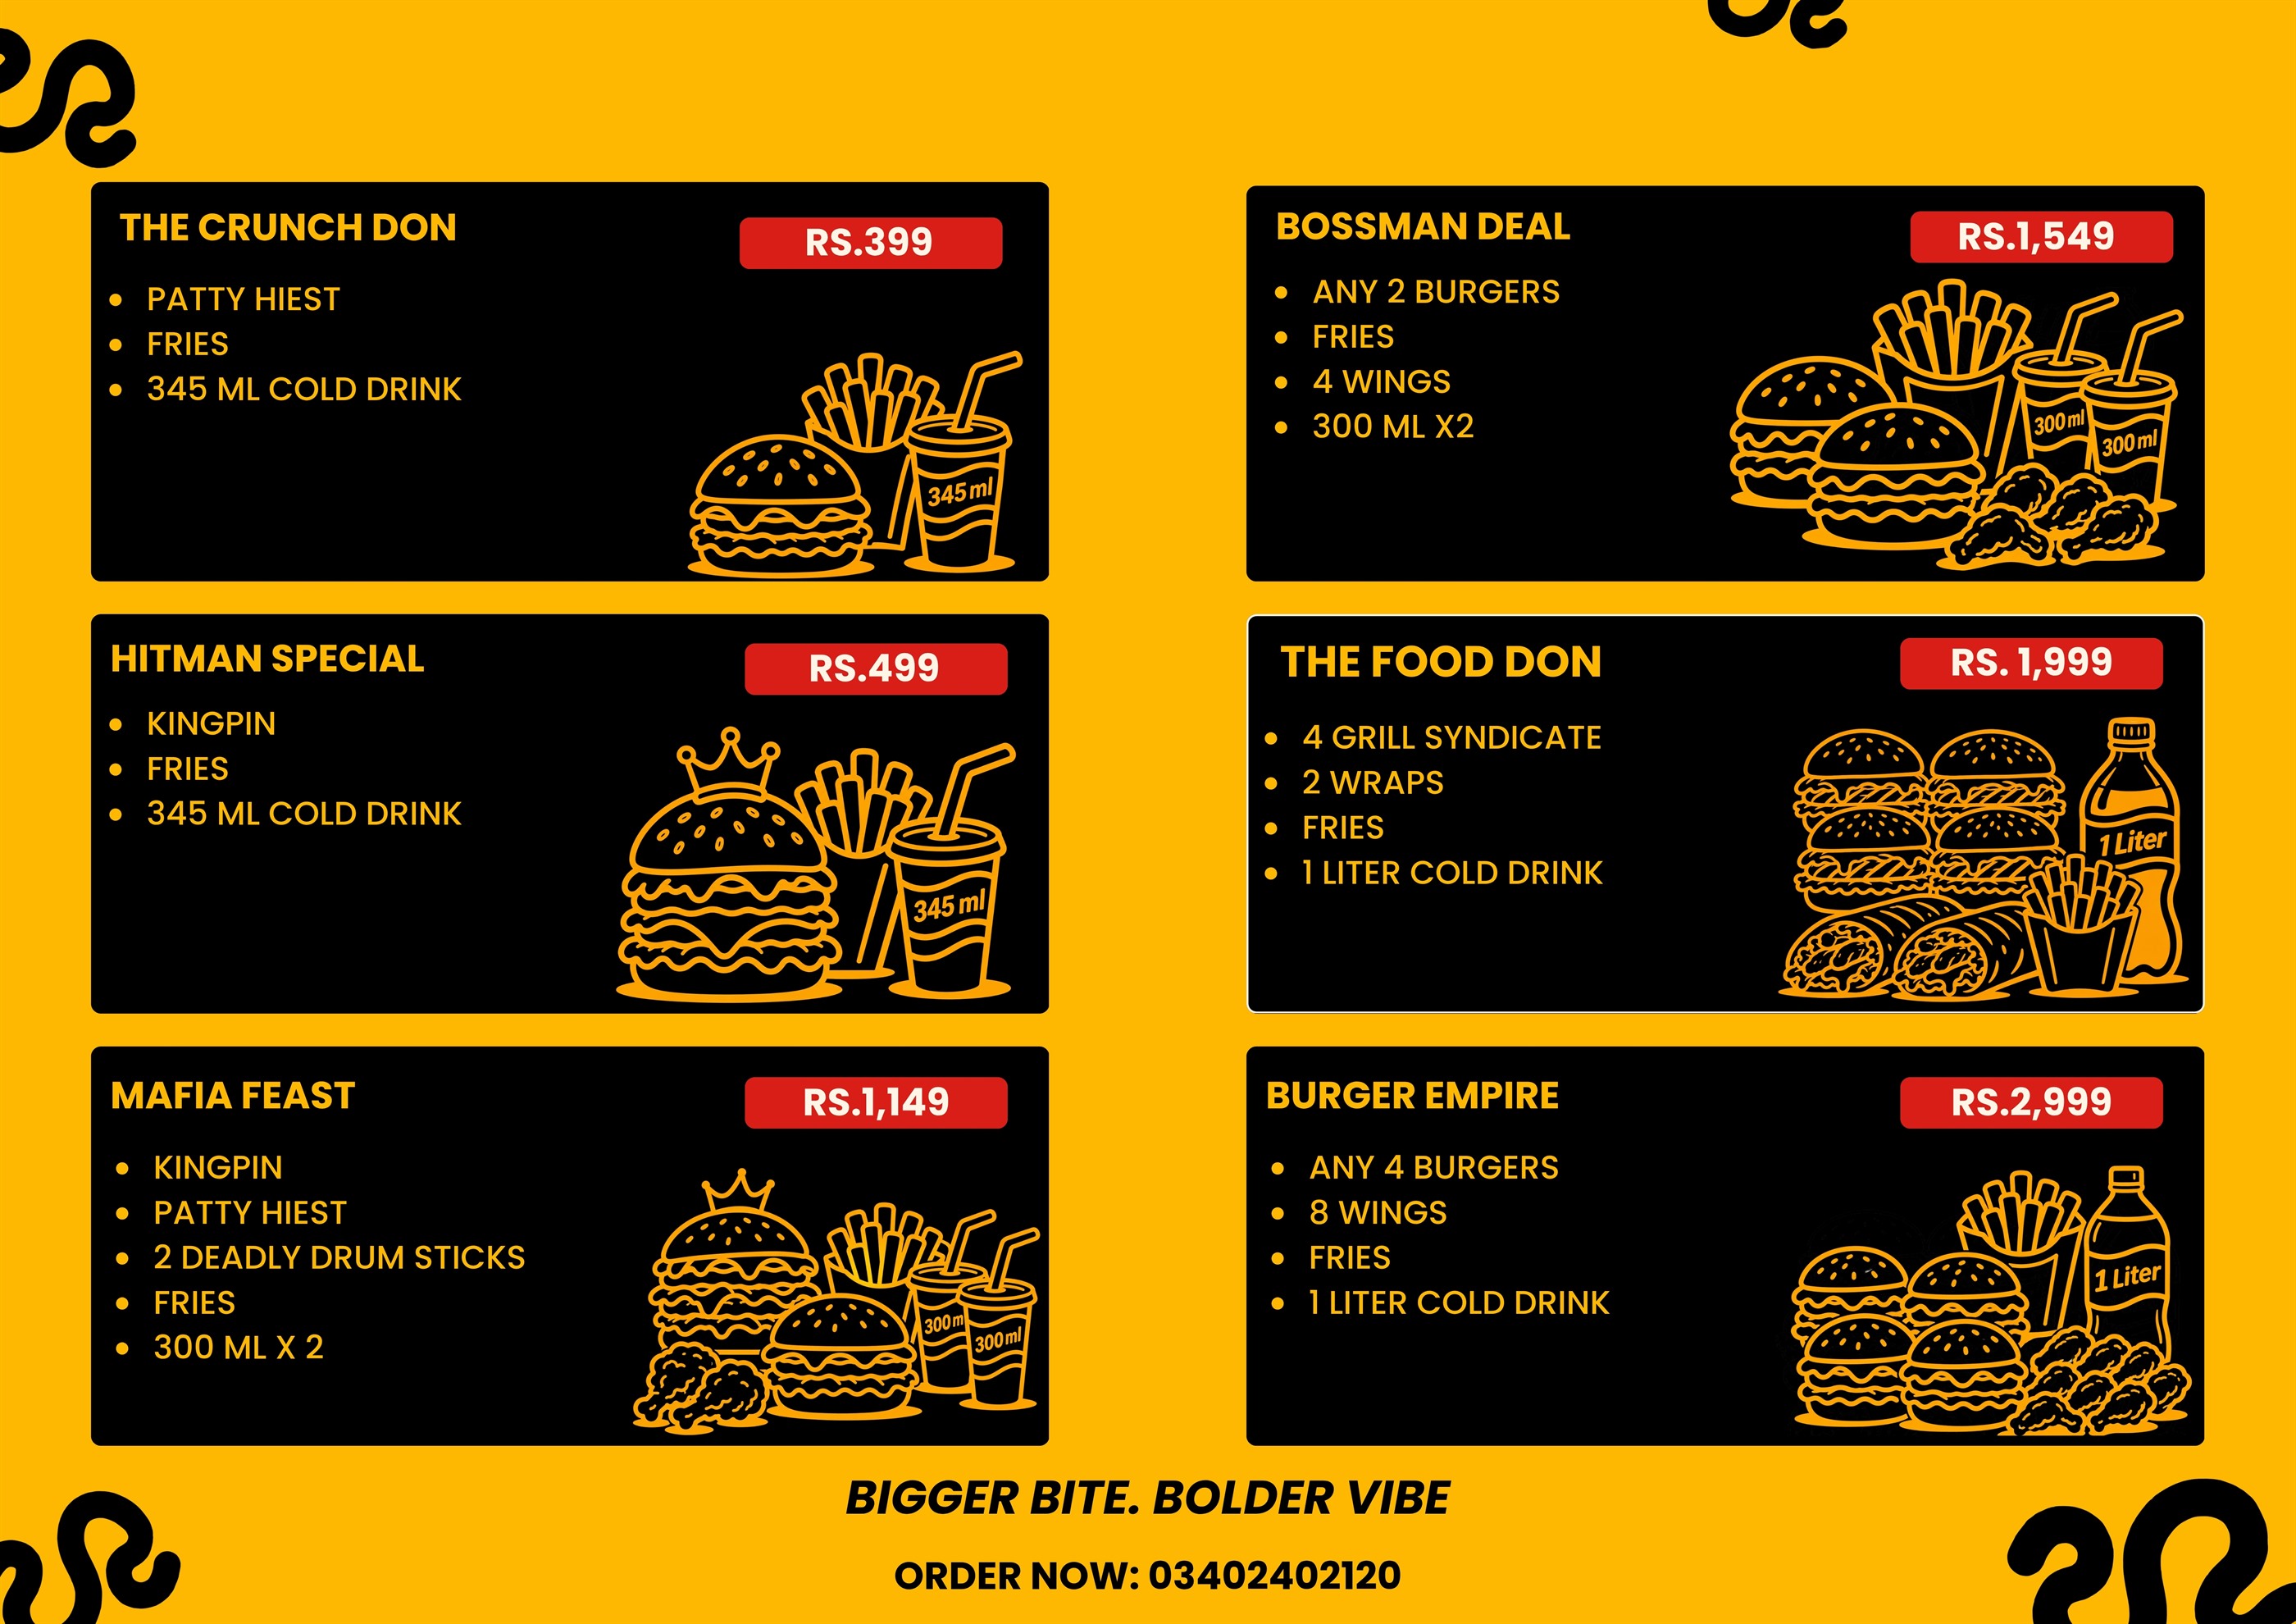 THE CRUNCH DON
RS.399
PATTY HIEST
FRIES
345 ML COLD DRINK
345 ml
BOSSMAN DEAL
RS.1,549
ANY 2 BURGERS
FRIES
4 WINGS
300 ML X2
300 ml
300 ml
HITMAN SPECIAL
RS.499
KINGPIN
FRIES
345 ML COLD DRINK
345 ml
THE FOOD DON
RS. 1,999
4 GRILL SYNDICATE
2 WRAPS
FRIES
1 LITER COLD DRINK
1 Liter
MAFIA FEAST
RS.1,149
KINGPIN
PATTY HIEST
2 DEADLY DRUM STICKS
FRIES
300 ML X 2
300 m
300 ml
BURGER EMPIRE
RS.2,999
ANY 4 BURGERS
8 WINGS
FRIES
1 LITER COLD DRINK
1 Liter
BIGGER BITE. BOLDER VIBE
ORDER NOW: 03402402120